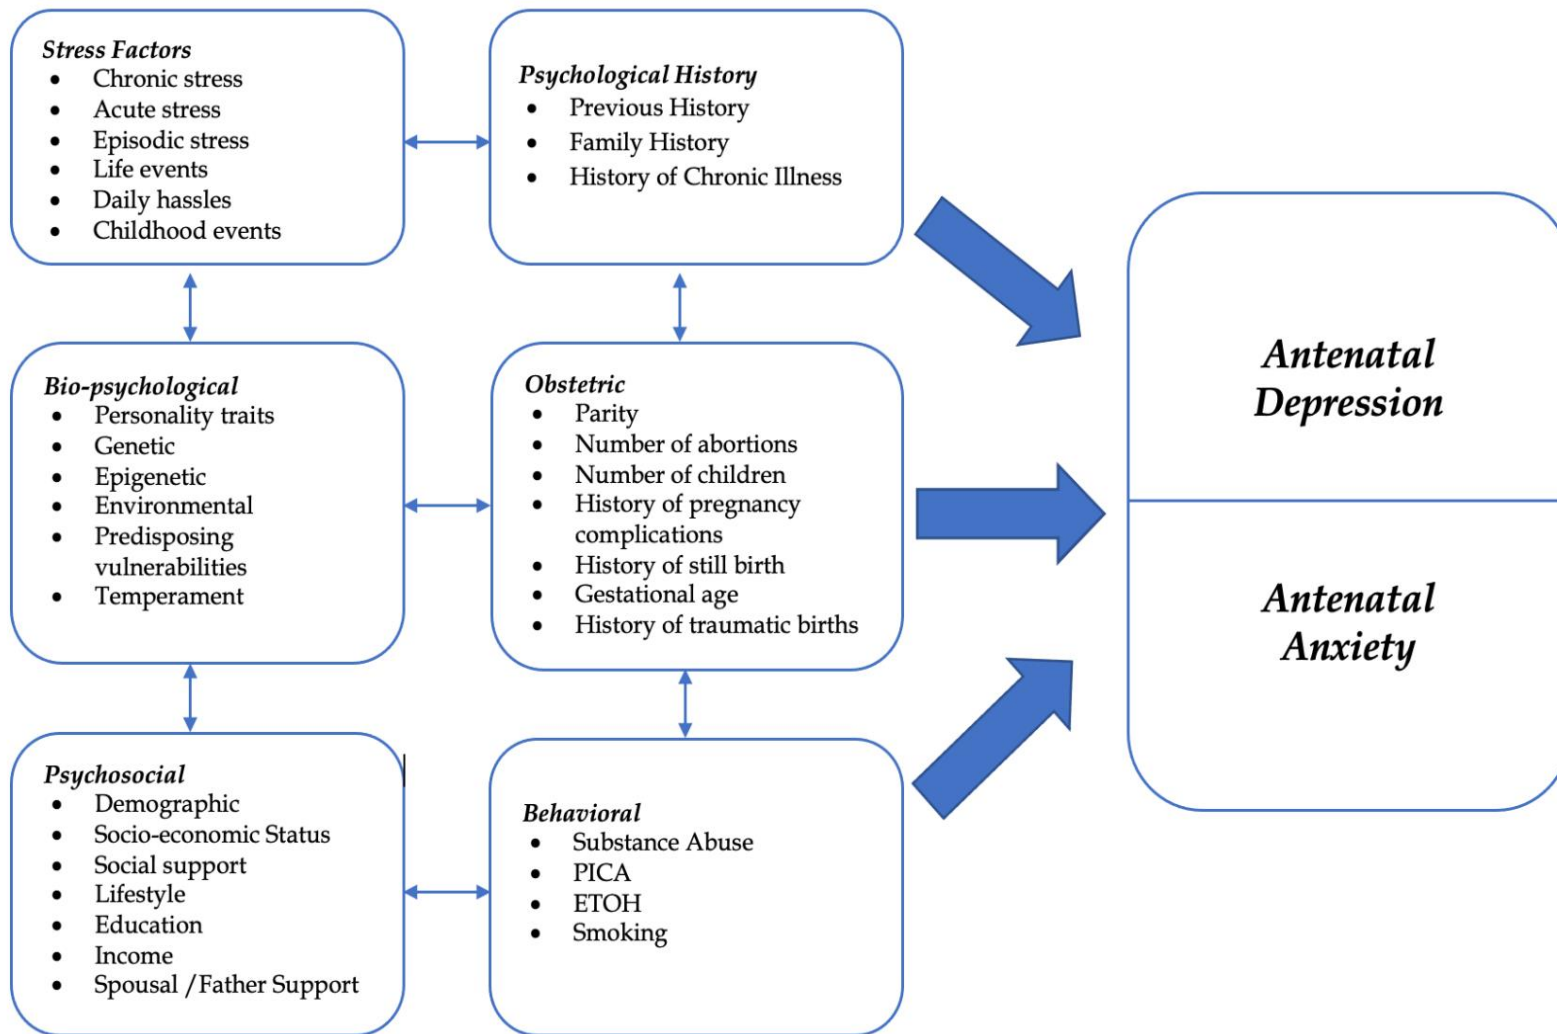 Stress Factors
• Chronic stress
• Acute stress
• Episodic stress
• Life events
• Daily hassles
• Childhood events
Psychological History
• Previous History
• Family History
• History of Chronic Illness
Bio-psychological
• Personality traits
• Genetic
• Epigenetic
• Environmental
• Predisposing
vulnerabilities
• Temperament
Obstetric
• Parity
• Number of abortions
• Number of children
• History of pregnancy
complications
• History of still birth
• Gestational age
• History of traumatic births
Psychosocial
• Demographic
• Socio-economic Status
• Social support
• Lifestyle
• Education
• Income
• Spousal /Father Support
Behavioral
• Substance Abuse
• PICA
• ETOH
• Smoking
Antenatal
Depression
Antenatal
Anxiety